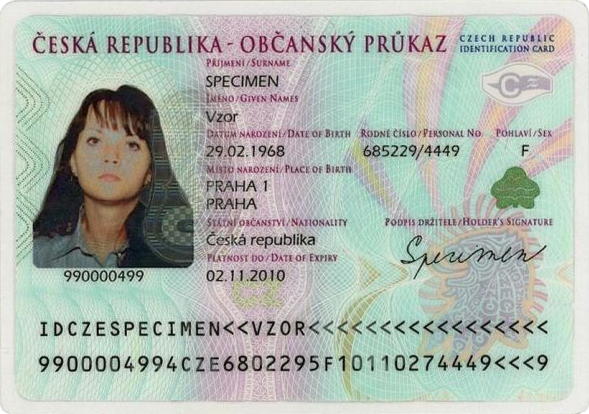 ČESKÁ REPUBLIKA - OBČANSKÝ PRŮKAZ CZECH REPUBLIC
IDENTIFICATION CARD
PŘÍJMENÍ / SURNAME
SPECIMEN
JMÉNO / GIVEN NAMES
Vzor
DATUM NAROZENÍ / DATE OF BIRTH RODNÉ ČÍSLO / PERSONAL NO. POHLAVÍ / SEX
29.02.1968 685229/4449 F
MÍSTO NAROZENÍ / PLACE OF BIRTH
PRAHA 1
PRAHA
STÁTNÍ OBČANSTVÍ / NATIONALITY PODPIS DRŽITELE / HOLDER'S SIGNATURE
Česká republika Specimen
PLATNOST DO / DATE OF EXPIRY
02.11.2010
990000499
IDCZESPECIMEN<<VZOR<<<<<<<<<<<<<<<<<
9900004994CZE6802295F10110274449<<<9